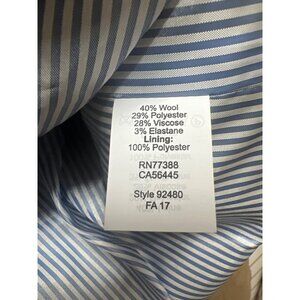 40% Wool
29% Polyester
28% Viscose
3% Elastane
Lining:
100% Polyester
RN77388
CA56445
Style 92480
FA 17